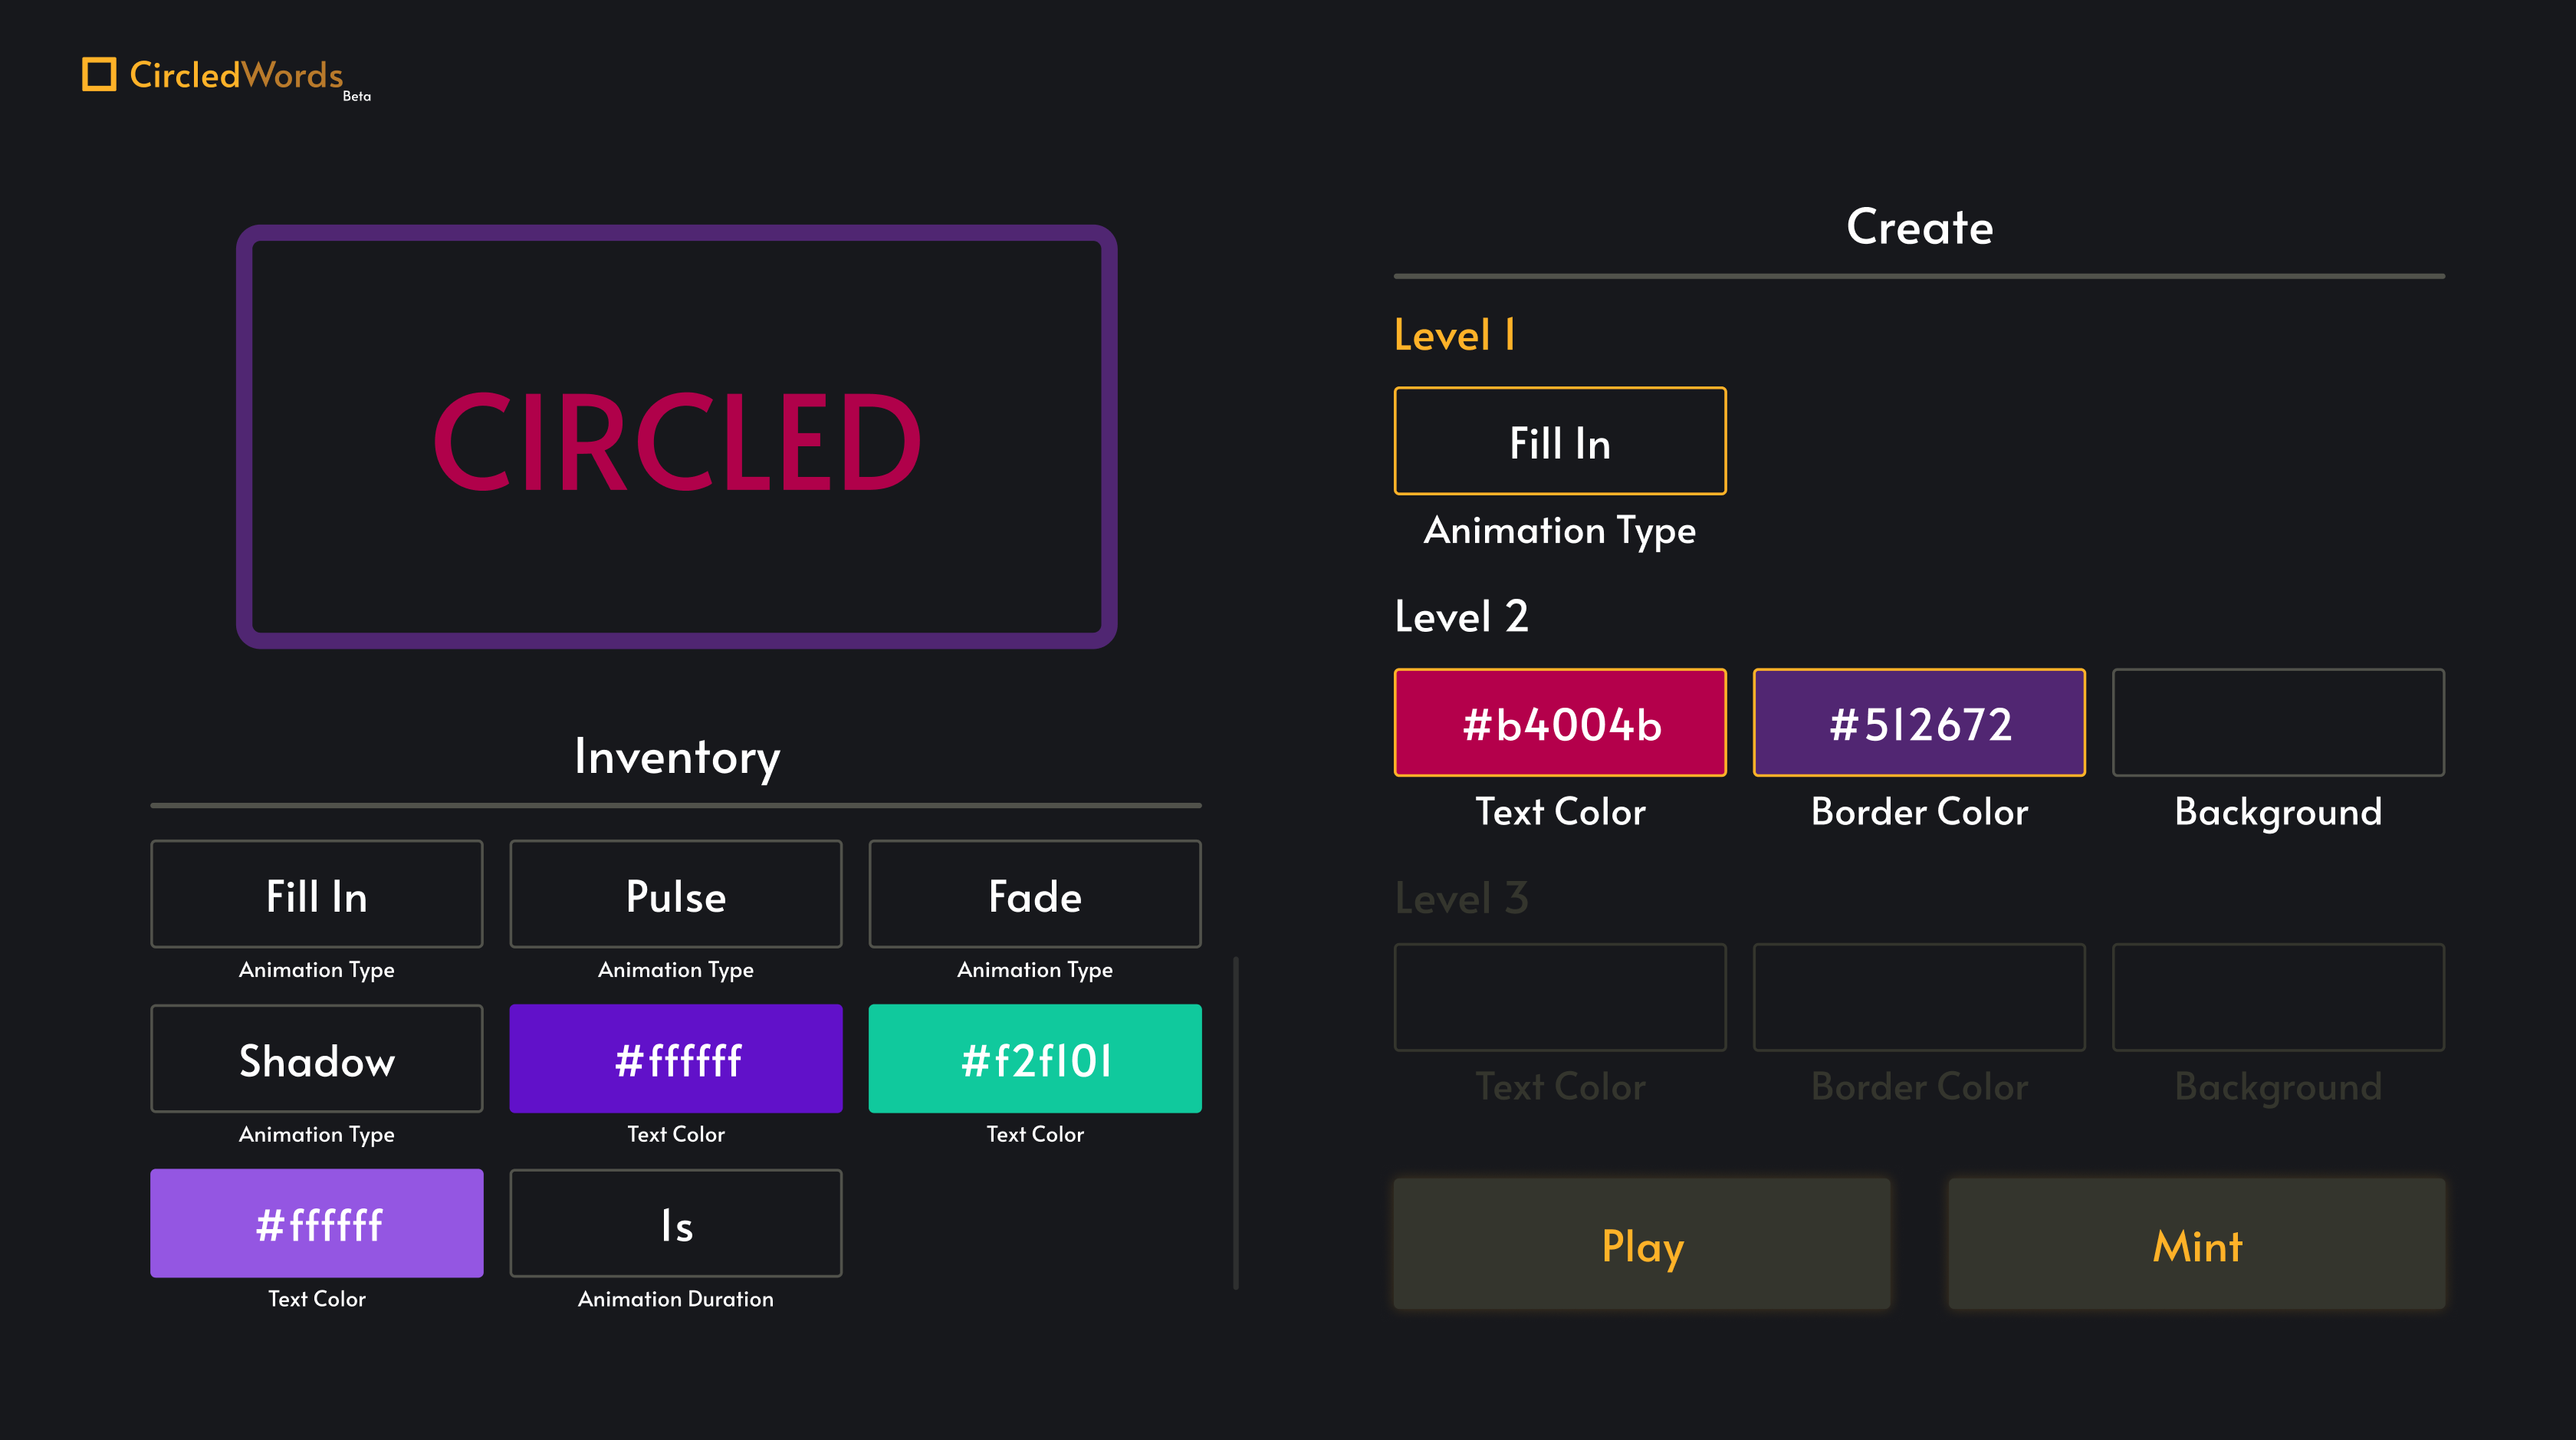 CircledWords
Beta
CIRCLED
Inventory
Fill In
Pulse
Fade
Animation Type
Animation Type
Animation Type
Shadow
#ffffff
#f2f101
Animation Type
Text Color
Text Color
#ffffff
1s
Text Color
Animation Duration
Create
Level 1
Fill In
Animation Type
Level 2
#b4004b
#512672
Text Color
Border Color
Background
Level 3
Text Color
Border Color
Background
Play
Mint